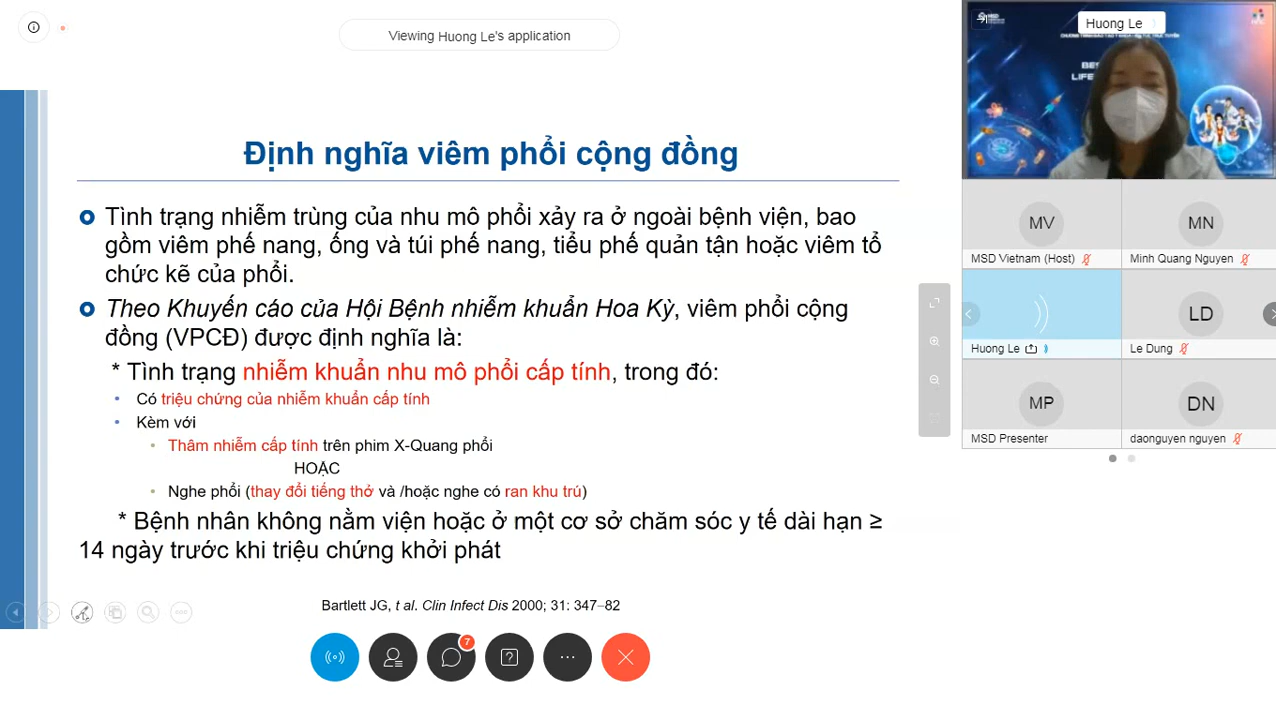 Viewing Huong Le's application
Huong Le
Định nghĩa viêm phổi cộng đồng
Tình trạng nhiễm trùng của nhu mô phổi xảy ra ở ngoài bệnh viện, bao
gồm viêm phế nang, ống và túi phế nang, tiểu phế quản tận hoặc viêm tổ
chức kẽ của phổi.
Theo Khuyến cáo của Hội Bệnh nhiễm khuẩn Hoa Kỳ, viêm phổi cộng
đồng (VPCĐ) được định nghĩa là:
* Tình trạng nhiễm khuẩn nhu mô phổi cấp tính, trong đó:
Có triệu chứng của nhiễm khuẩn cấp tính
Kèm với
Thâm nhiễm cấp tính trên phim X-Quang phổi
HOẶC
Nghe phổi (thay đổi tiếng thở và /hoặc nghe có ran khu trú)
* Bệnh nhân không nằm viện hoặc ở một cơ sở chăm sóc y tế dài hạn ≥
14 ngày trước khi triệu chứng khởi phát
Bartlett JG, t al. Clin Infect Dis 2000; 31: 347–82
7
MSD
BE
LIFE
MV
MSD Vietnam (Host)
MN
Minh Quang Nguyen
Huong Le
LD
Le Dung
MP
MSD Presenter
DN
daonguyen nguyen